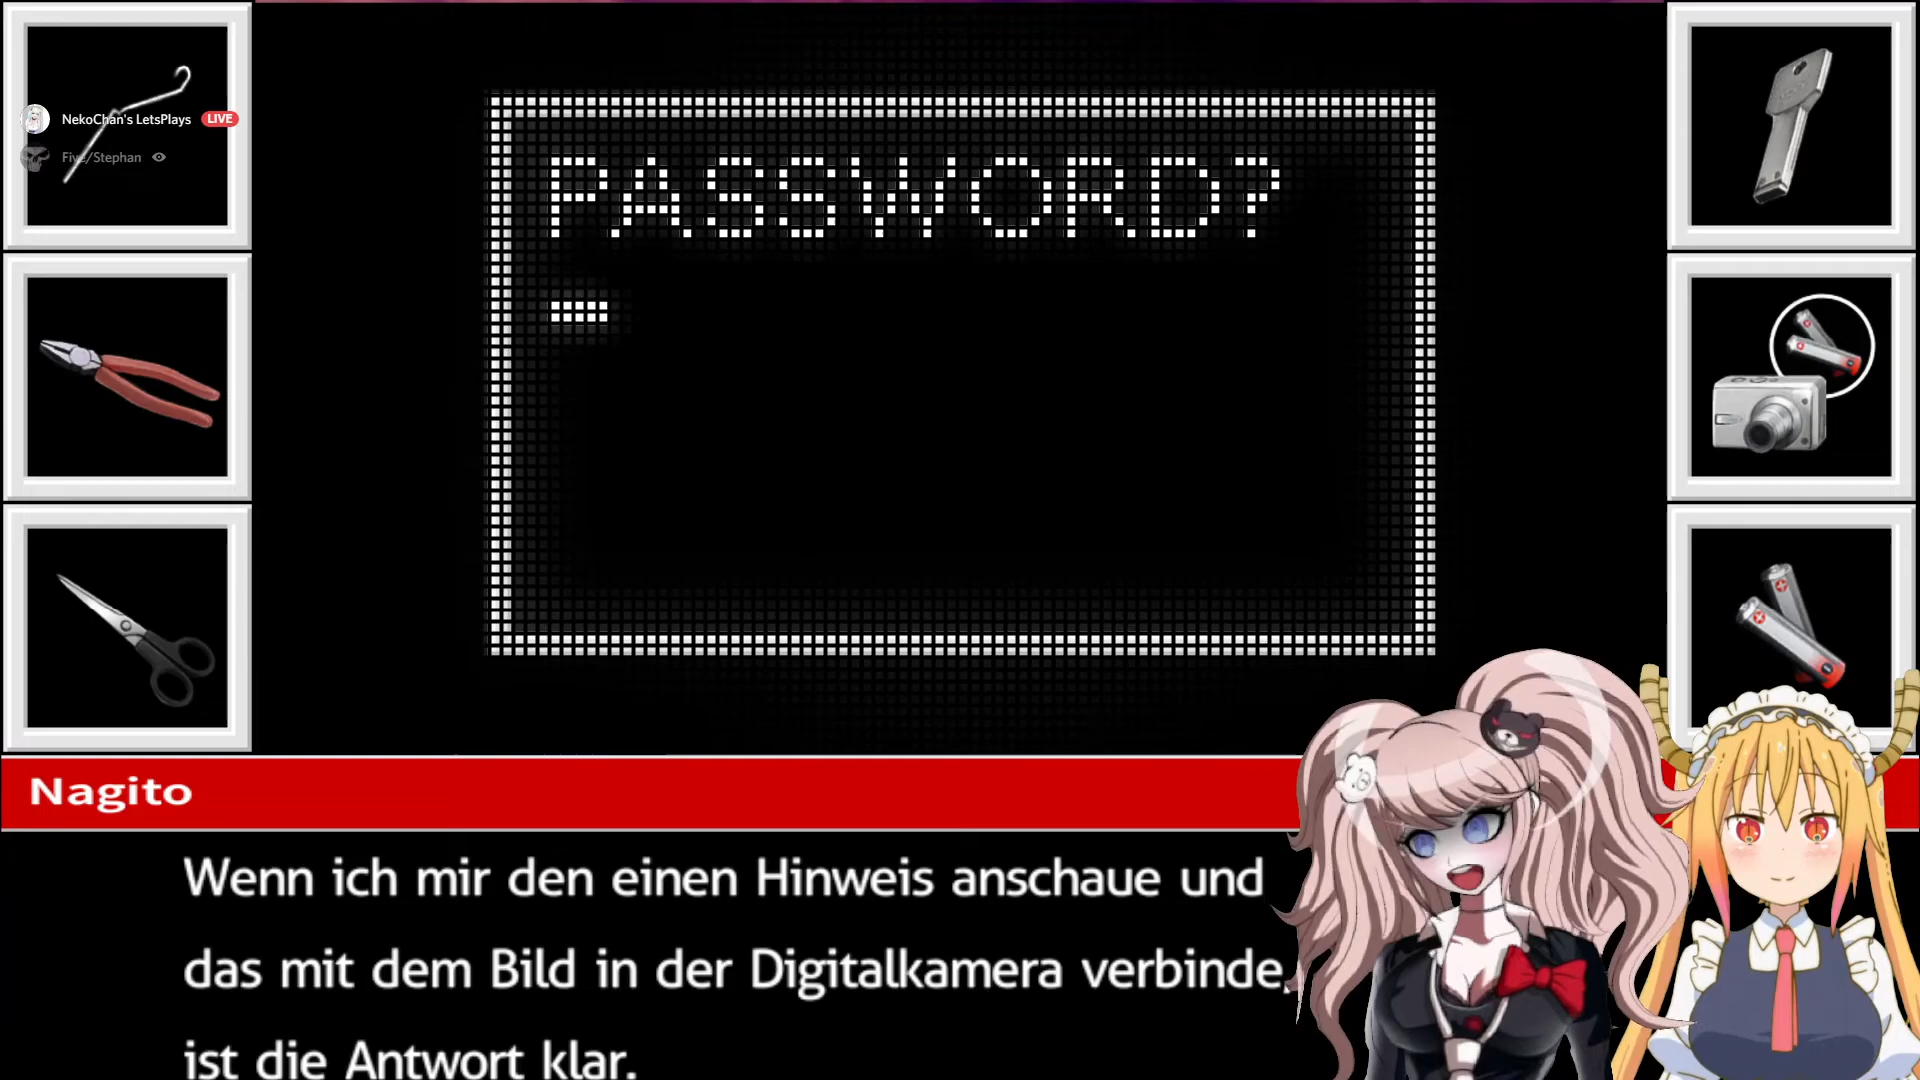 NekoChan's LetsPlays LIVE
Five/Stephan
PASSWORD?
Nagito
Wenn ich mir den einen Hinweis anschaue und
das mit dem Bild in der Digitalkamera verbinde,
ist die Antwort klar.